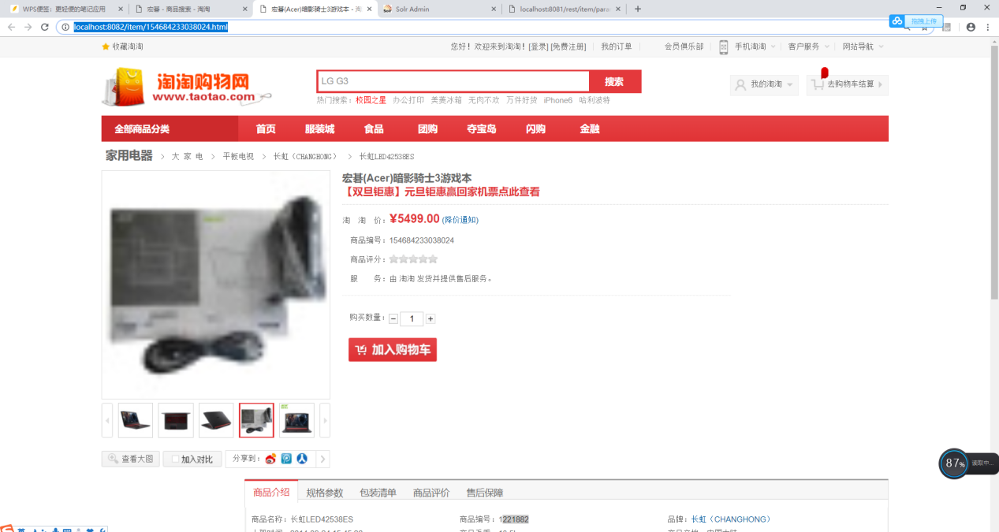 WPS便签：更轻便的笔记应用
宏碁 - 商品搜索 - 淘淘
宏碁(Acer)暗影骑士3游戏本 - 淘
Solr Admin
localhost:8081/rest/item/para
localhost:8082/item/154684233038024.html
拖拽上传
收藏淘淘
您好！欢迎来到淘淘！[登录] [免费注册] 我的订单 会员俱乐部 手机淘淘 客户服务 网站导航
淘淘购物网
www.taotao.com
LG G3
搜索
我的淘淘
去购物车结算
热门搜索： 校园之星 办公打印 美菱冰箱 无肉不欢 万件好货 iPhone6 哈利波特
全部商品分类 首页 服装城 食品 团购 夺宝岛 闪购 金融
家用电器 > 大 家 电 > 平板电视 > 长虹（CHANGHONG） > 长虹LED42538ES
宏碁(Acer)暗影骑士3游戏本
【双旦钜惠】元旦钜惠赢回家机票点此查看
淘 淘 价： ¥5499.00 (降价通知)
商品编号： 154684233038024
商品评分：
服 务： 由 淘淘 发货并提供售后服务。
购买数量： − 1 +
加入购物车
查看大图
加入对比
分享到：
87%
读取中...
商品介绍 规格参数 包装清单 商品评价 售后保障
商品名称：长虹LED42538ES
商品编号：1221882
品牌：长虹（CHANGHONG）
英